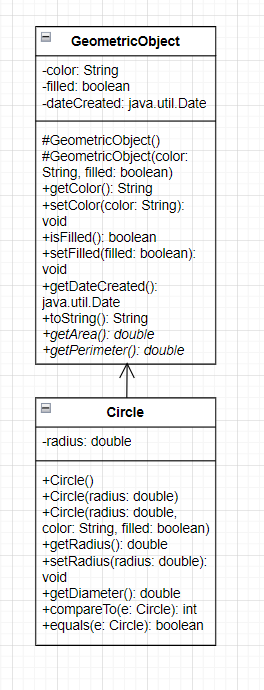 GeometricObject
-color: String
-filled: boolean
-dateCreated: java.util.Date
#GeometricObject()
#GeometricObject(color:
String, filled: boolean)
+getColor(): String
+setColor(color: String):
void
+isFilled(): boolean
+setFilled(filled: boolean):
void
+getDateCreated():
java.util.Date
+toString(): String
+getArea(): double
+getPerimeter(): double
Circle
-radius: double
+Circle()
+Circle(radius: double)
+Circle(radius: double,
color: String, filled: boolean)
+getRadius(): double
+setRadius(radius: double):
void
+getDiameter(): double
+compareTo(e: Circle): int
+equals(e: Circle): boolean